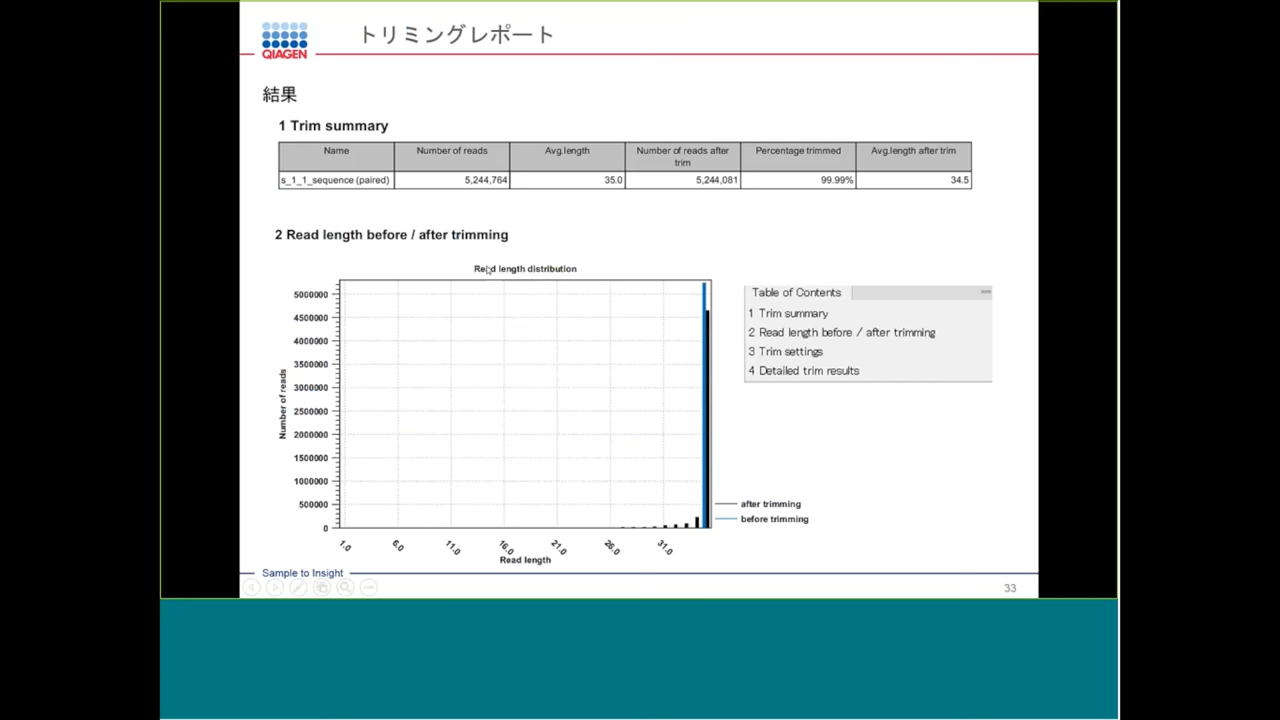 QIAGEN
トリミングレポート
結果
1 Trim summary
Name Number of reads Avg.length Number of reads after trim Percentage trimmed Avg.length after trim
s_1_1_sequence (paired) 5,244,764 35.0 5,244,081 99.99% 34.5
2 Read length before / after trimming
Read length distribution
Number of reads
5000000
4500000
4000000
3500000
3000000
2500000
2000000
1500000
1000000
500000
0
1.0 6.0 11.0 16.0 21.0 26.0 31.0
Read length
after trimming
before trimming
Table of Contents
1 Trim summary
2 Read length before / after trimming
3 Trim settings
4 Detailed trim results
Sample to Insight
33